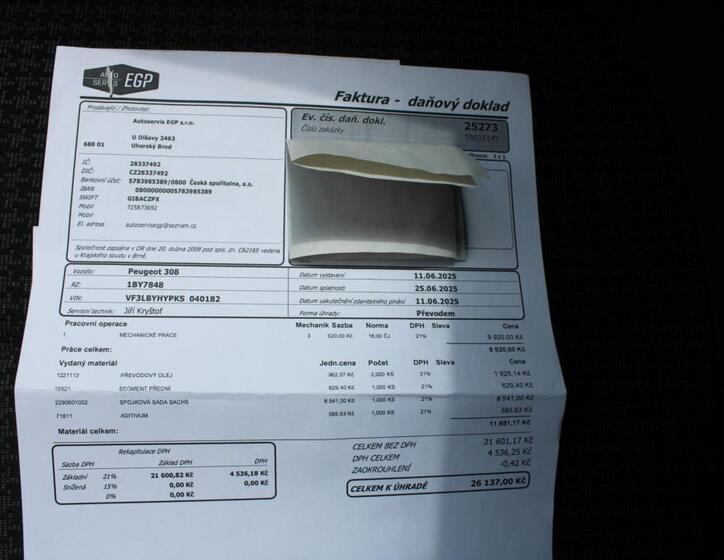 AUTO
SERVIS EGP
Faktura - daňový doklad
Prodávající / Zhotovitel:
Autoservis EGP s.r.o.
U Olšavy 2463
688 01 Uherský Brod
IČ: 28337492
DIČ: CZ28337492
Bankovní účet: 5783985389/0800 Česká spořitelna, a.s.
IBAN 08000000005783985389
SWIFT GIBACZPX
Mobil 725873692
Mobil
El. adresa autoservisegp@seznam.cz
Společnost zapsána v OR dne 20. dubna 2009 pod spis. zn. C62165 vedena
u Krajského soudu v Brně.
Ev. čís. daň. dokl. 25273
Číslo zakázky
Strana: 1 z 1
Vozidlo: Peugeot 308
RZ: 1BY7848
VIN: VF3LBYHYPKS 040182
Servisní technik: Jiří Kryštof
Datum vystavení 11.06.2025
Datum splatnosti 25.06.2025
Datum uskutečnění zdanitelného plnění 11.06.2025
Forma úhrady: Převodem
Pracovní operace Mechanik Sazba Norma DPH Sleva Cena
1 MECHANICKÉ PRÁCE 3 620,00 Kč 16,00 ČJ 21% 9 920,00 Kč
Práce celkem: 9 920,00 Kč
Vydaný materiál Jedn.cena Počet DPH Sleva Cena
1221113 PŘEVODOVÝ OLEJ 962,57 Kč 2,000 KS 21% 1 925,14 Kč
10921 SEGMENT PŘEDNÍ 629,40 Kč 1,000 KS 21% 629,40 Kč
2290601002 SPOJKOVÁ SADA SACHS 8 541,00 Kč 1,000 KS 21% 8 541,00 Kč
71811 ADITIVUM 585,63 Kč 1,000 KS 21% 585,63 Kč
Materiál celkem: 11 681,17 Kč
Rekapitulace DPH
Sazba DPH Základ DPH DPH
Základní 21% 21 600,82 Kč 4 536,18 Kč
Snížená 15% 0,00 Kč 0,00 Kč
0% 0,00 Kč
CELKEM BEZ DPH 21 601,17 Kč
DPH CELKEM 4 536,25 Kč
ZAOKROUHLENÍ -0,42 Kč
CELKEM K ÚHRADĚ 26 137,00 Kč